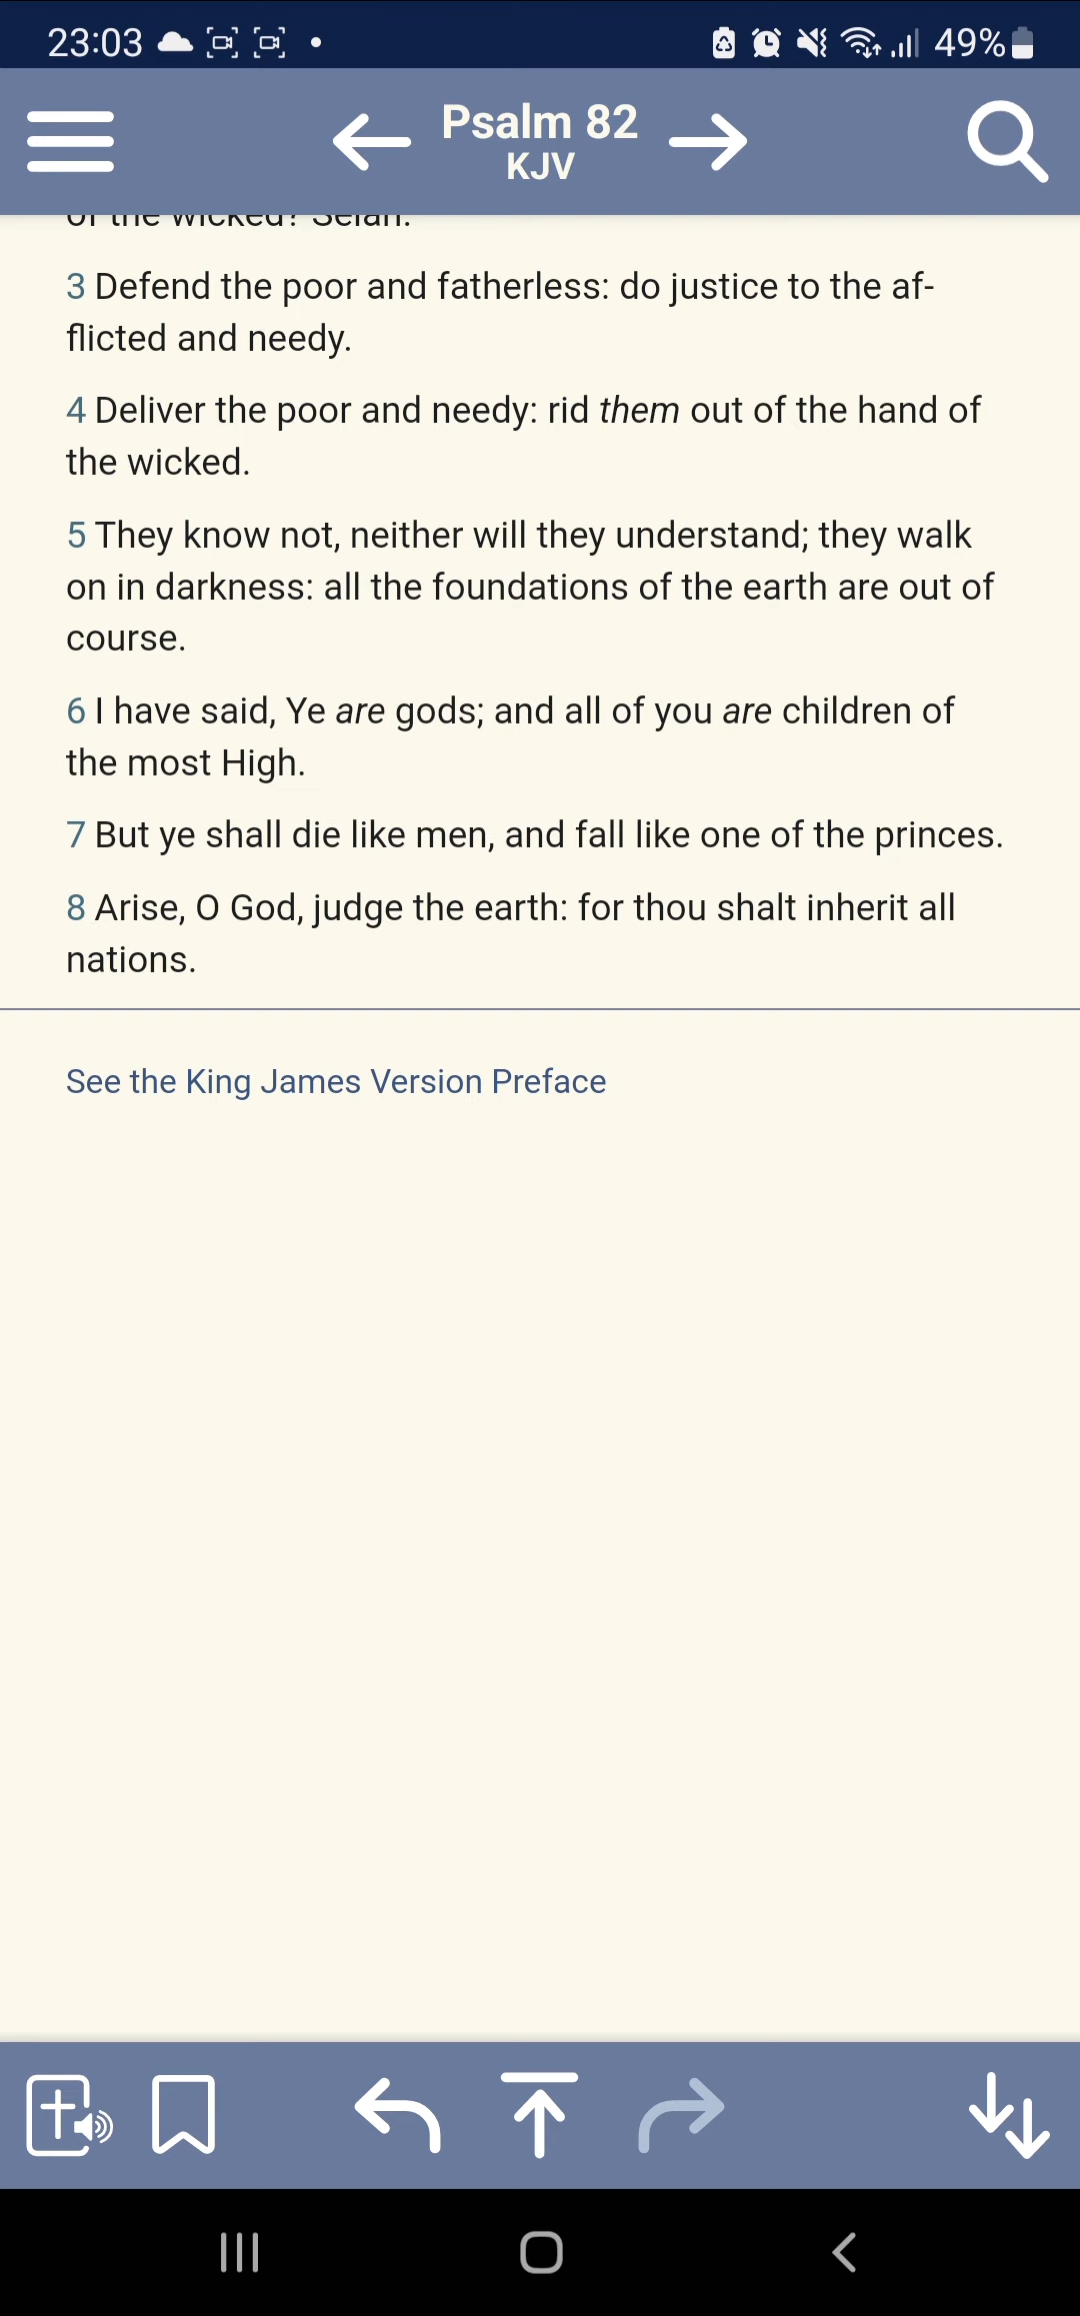 23:03
49%
Psalm 82
KJV
of the wicked? Selah.
3 Defend the poor and fatherless: do justice to the af-
flicted and needy.
4 Deliver the poor and needy: rid them out of the hand of
the wicked.
5 They know not, neither will they understand; they walk
on in darkness: all the foundations of the earth are out of
course.
6 I have said, Ye are gods; and all of you are children of
the most High.
7 But ye shall die like men, and fall like one of the princes.
8 Arise, O God, judge the earth: for thou shalt inherit all
nations.
See the King James Version Preface